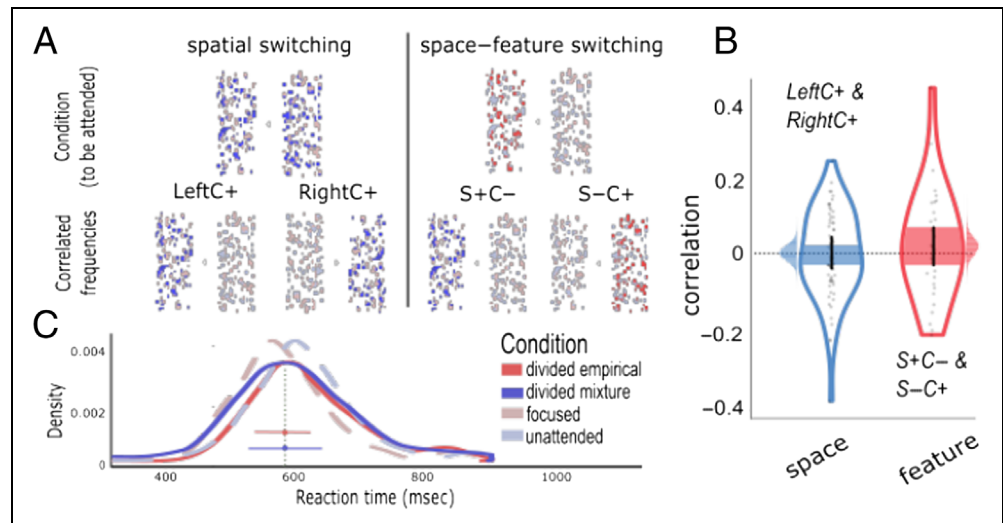 A
spatial switching
space−feature switching
Condition
(to be attended)
LeftC+
RightC+
S+C−
S−C+
Correlated
frequencies
B
LeftC+ &
RightC+
correlation
0.4
0.2
0
−0.2
−0.4
S+C− &
S−C+
space
feature
C
Density
0.004
0.002
0
Condition
divided empirical
divided mixture
focused
unattended
400
600
800
1000
Reaction time (msec)